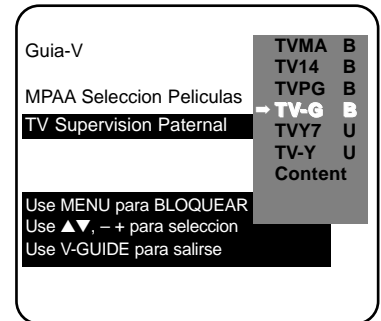 Guia-V
MPAA Seleccion Peliculas
TV Supervision Paternal
TVMA B
TV14 B
TVPG B
➡ TV-G B
TVY7 U
TV-Y U
Content
Use MENU para BLOQUEAR
Use ▲▼, – + para seleccion
Use V-GUIDE para salirse